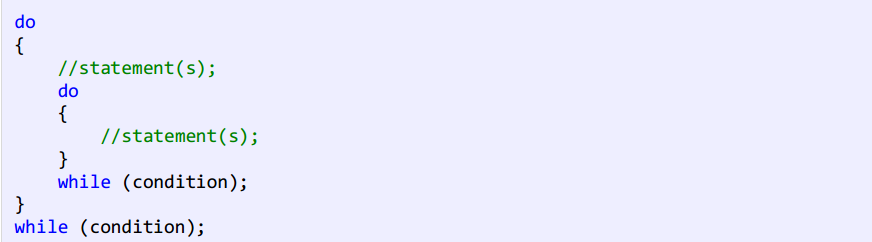 do
{
    //statement(s);
    do
    {
        //statement(s);
    }
    while (condition);
}
while (condition);